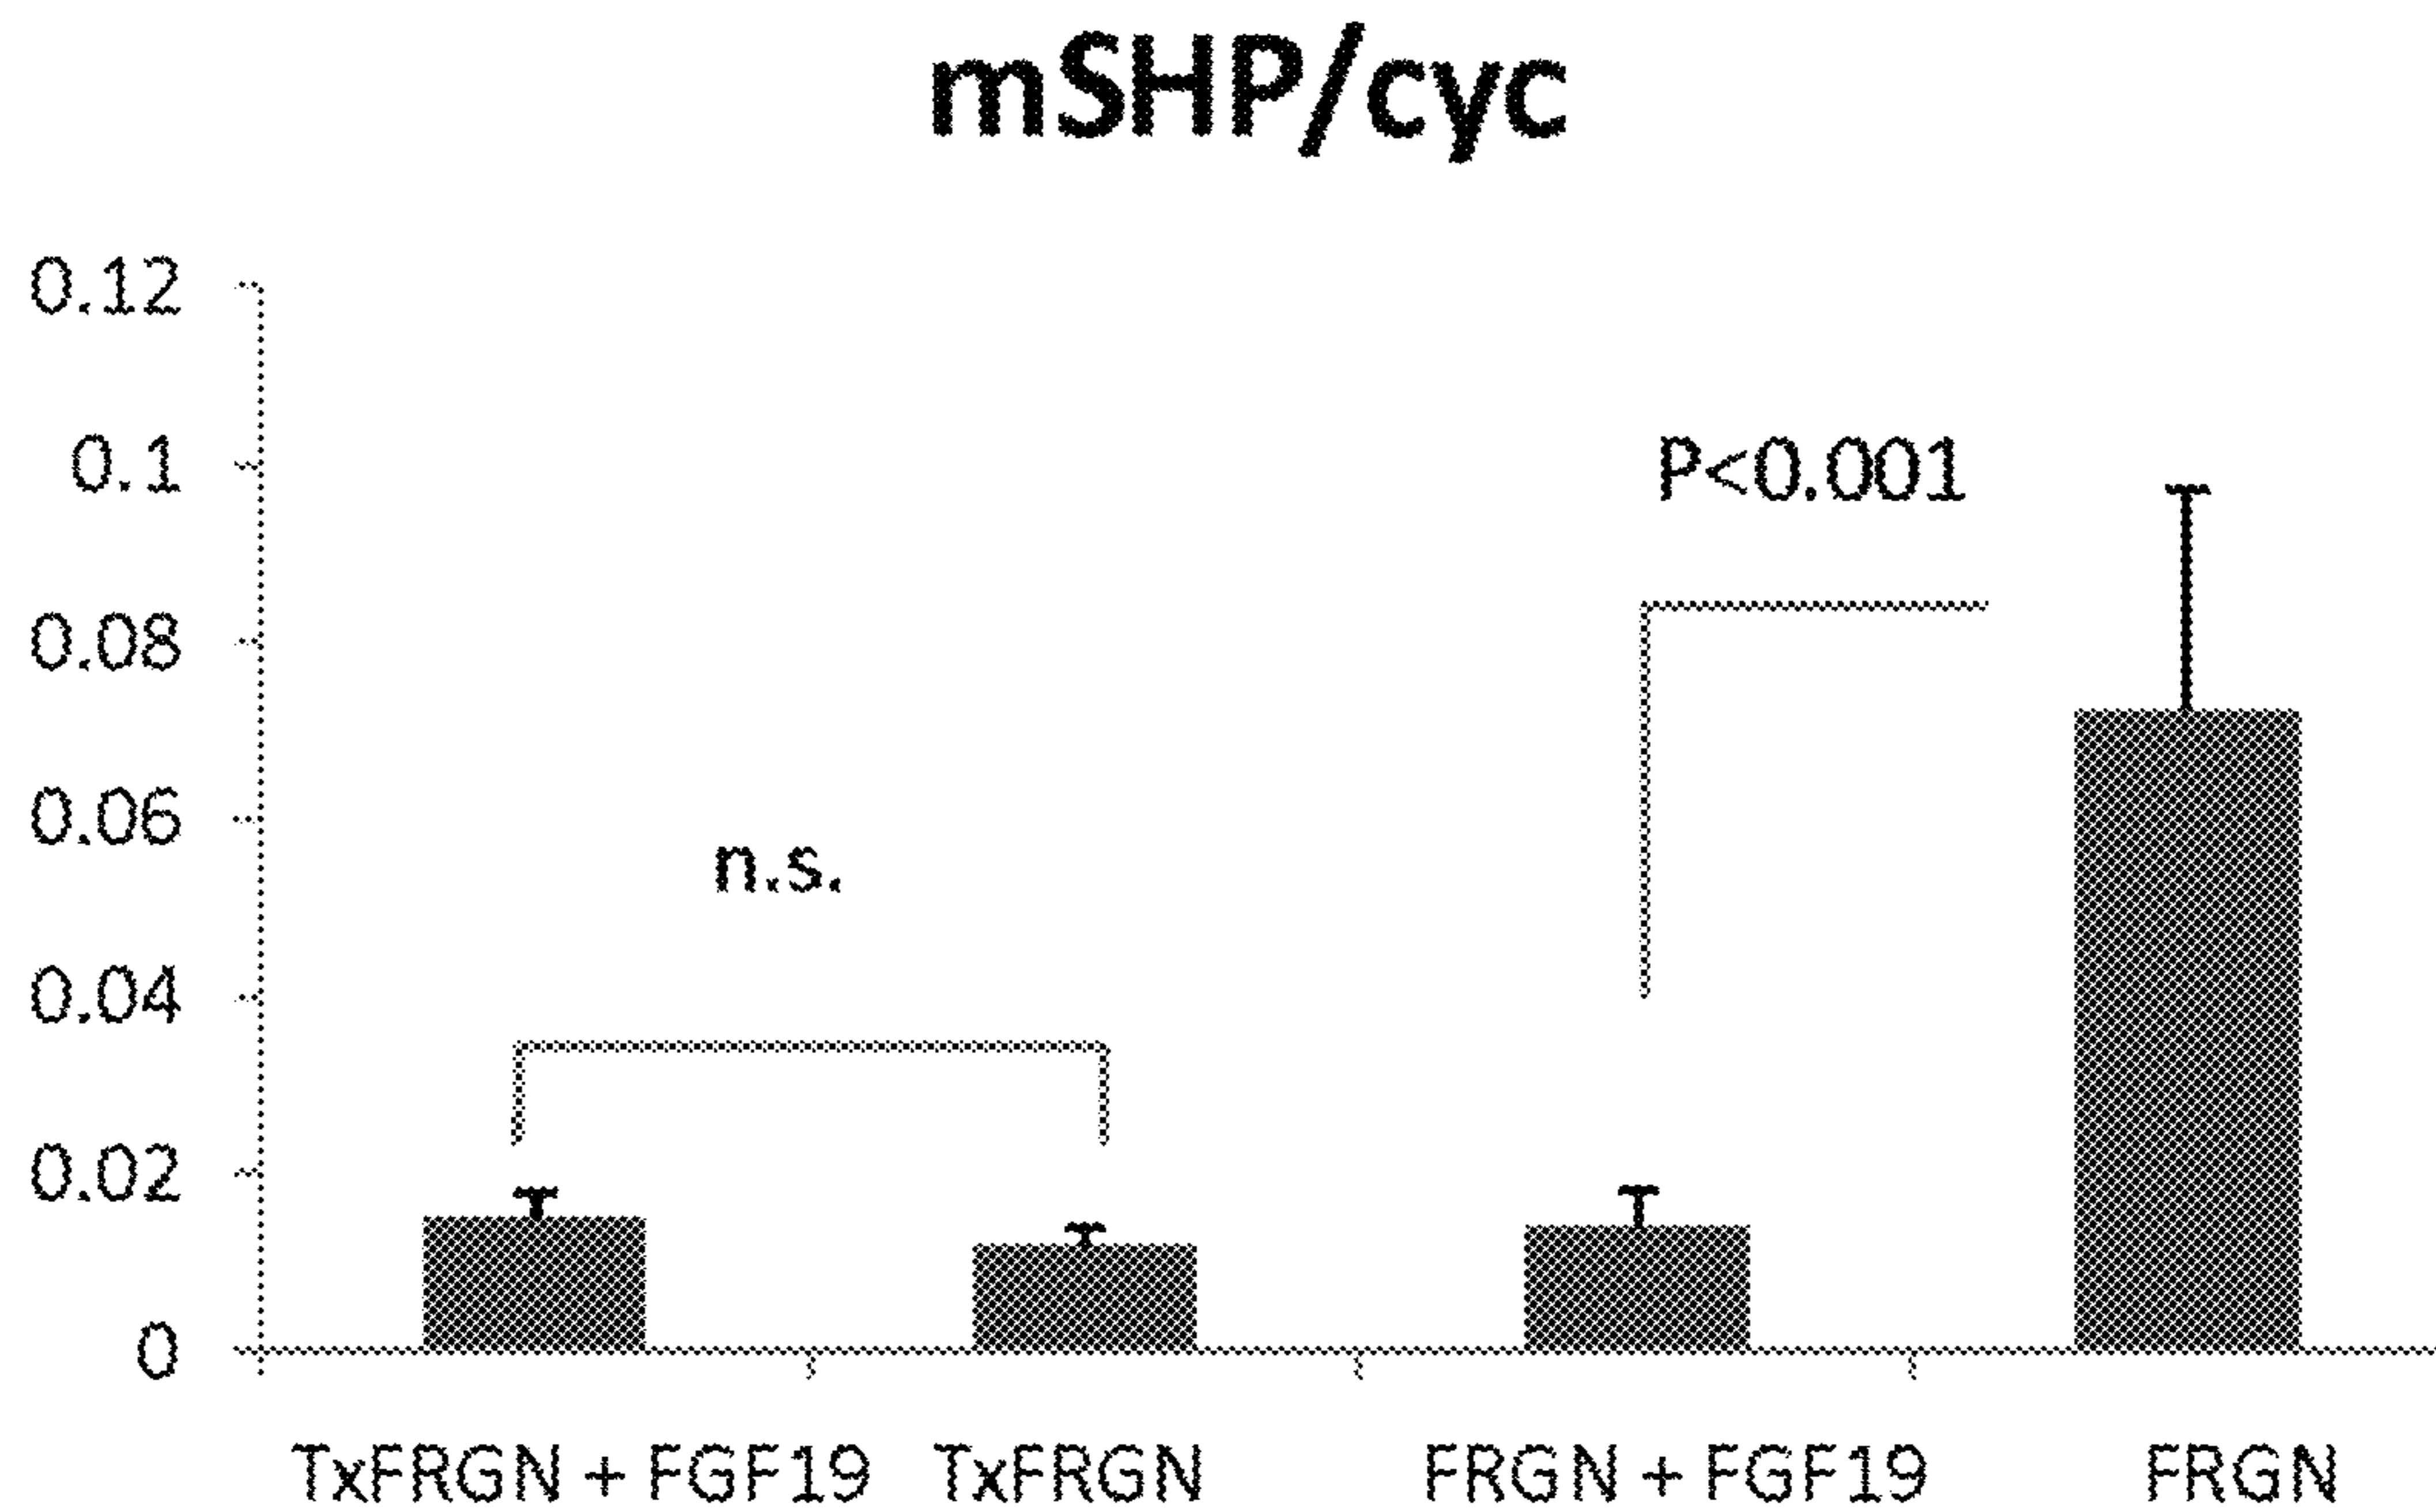 mSHP/cyc
0.12
0.1
P<0.001
0.08
0.06
n.s.
0.04
0.02
0
TxFRGN + FGF19 TxFRGN FRGN + FGF19 FRGN